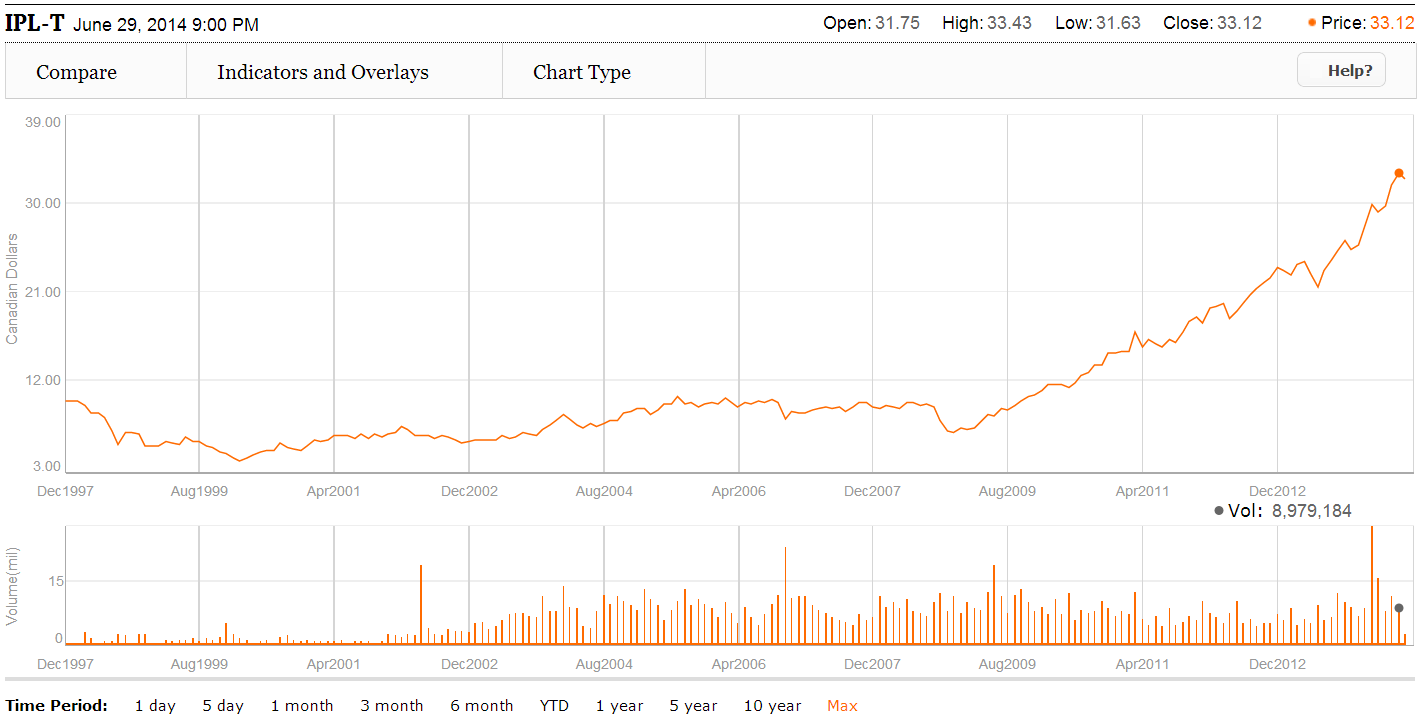 IPL-T June 29, 2014 9:00 PM Open: 31.75 High: 33.43 Low: 31.63 Close: 33.12 Price: 33.12
Compare Indicators and Overlays Chart Type Help?
39.00
30.00
21.00
12.00
3.00
Canadian Dollars
Dec1997 Aug1999 Apr2001 Dec2002 Aug2004 Apr2006 Dec2007 Aug2009 Apr2011 Dec2012
Vol: 8,979,184
15
0
Volume(mil)
Dec1997 Aug1999 Apr2001 Dec2002 Aug2004 Apr2006 Dec2007 Aug2009 Apr2011 Dec2012
Time Period: 1 day 5 day 1 month 3 month 6 month YTD 1 year 5 year 10 year Max